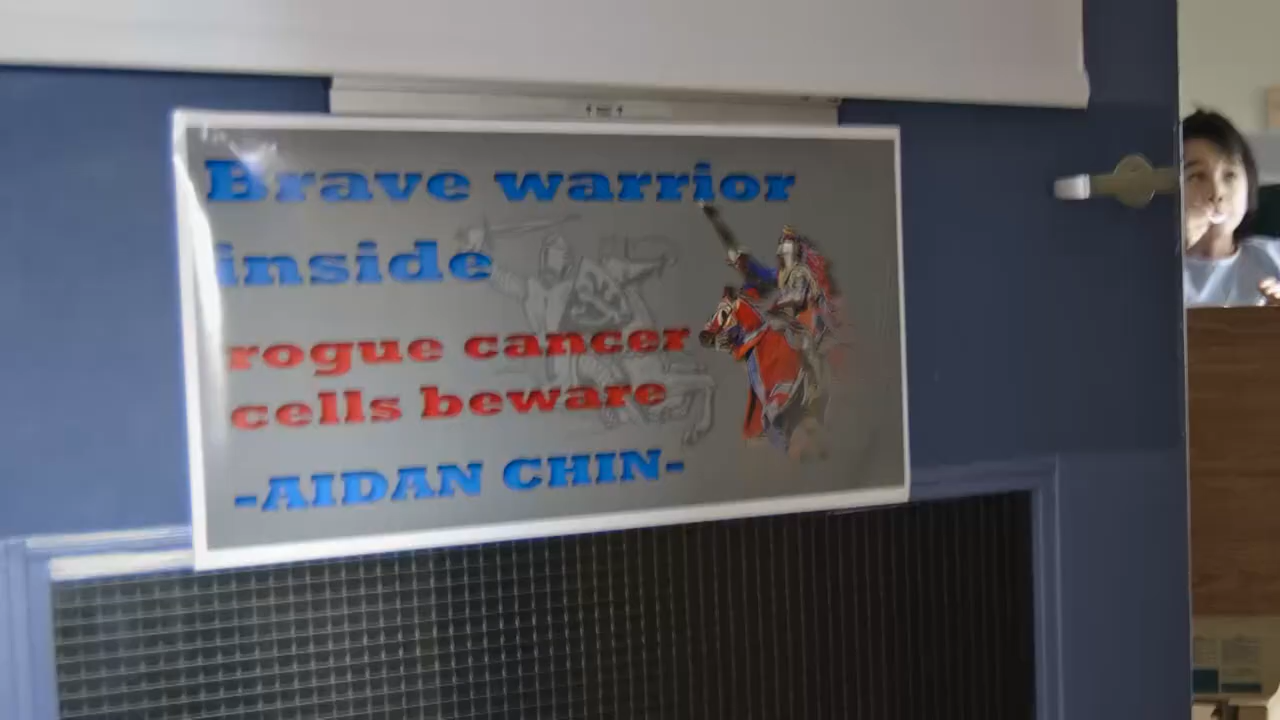 Brave warrior
inside
rogue cancer
cells beware
-AIDAN CHIN-